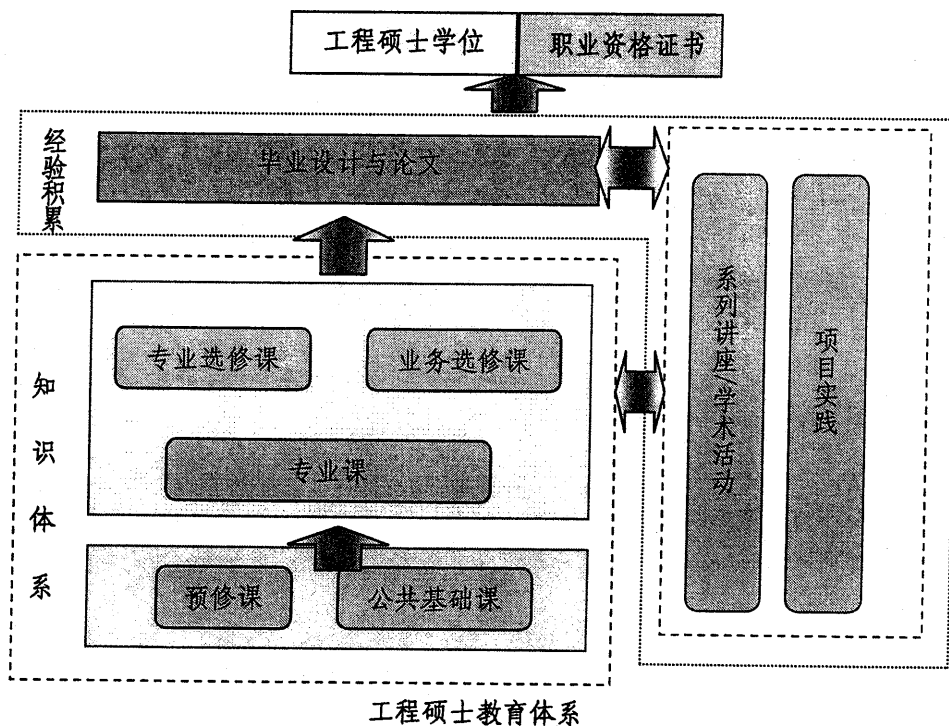 工程硕士学位 职业资格证书
经验积累
毕业设计与论文
系列讲座/学术活动
项目实践
知识体系
专业选修课 业务选修课
专业课
预修课 公共基础课
工程硕士教育体系